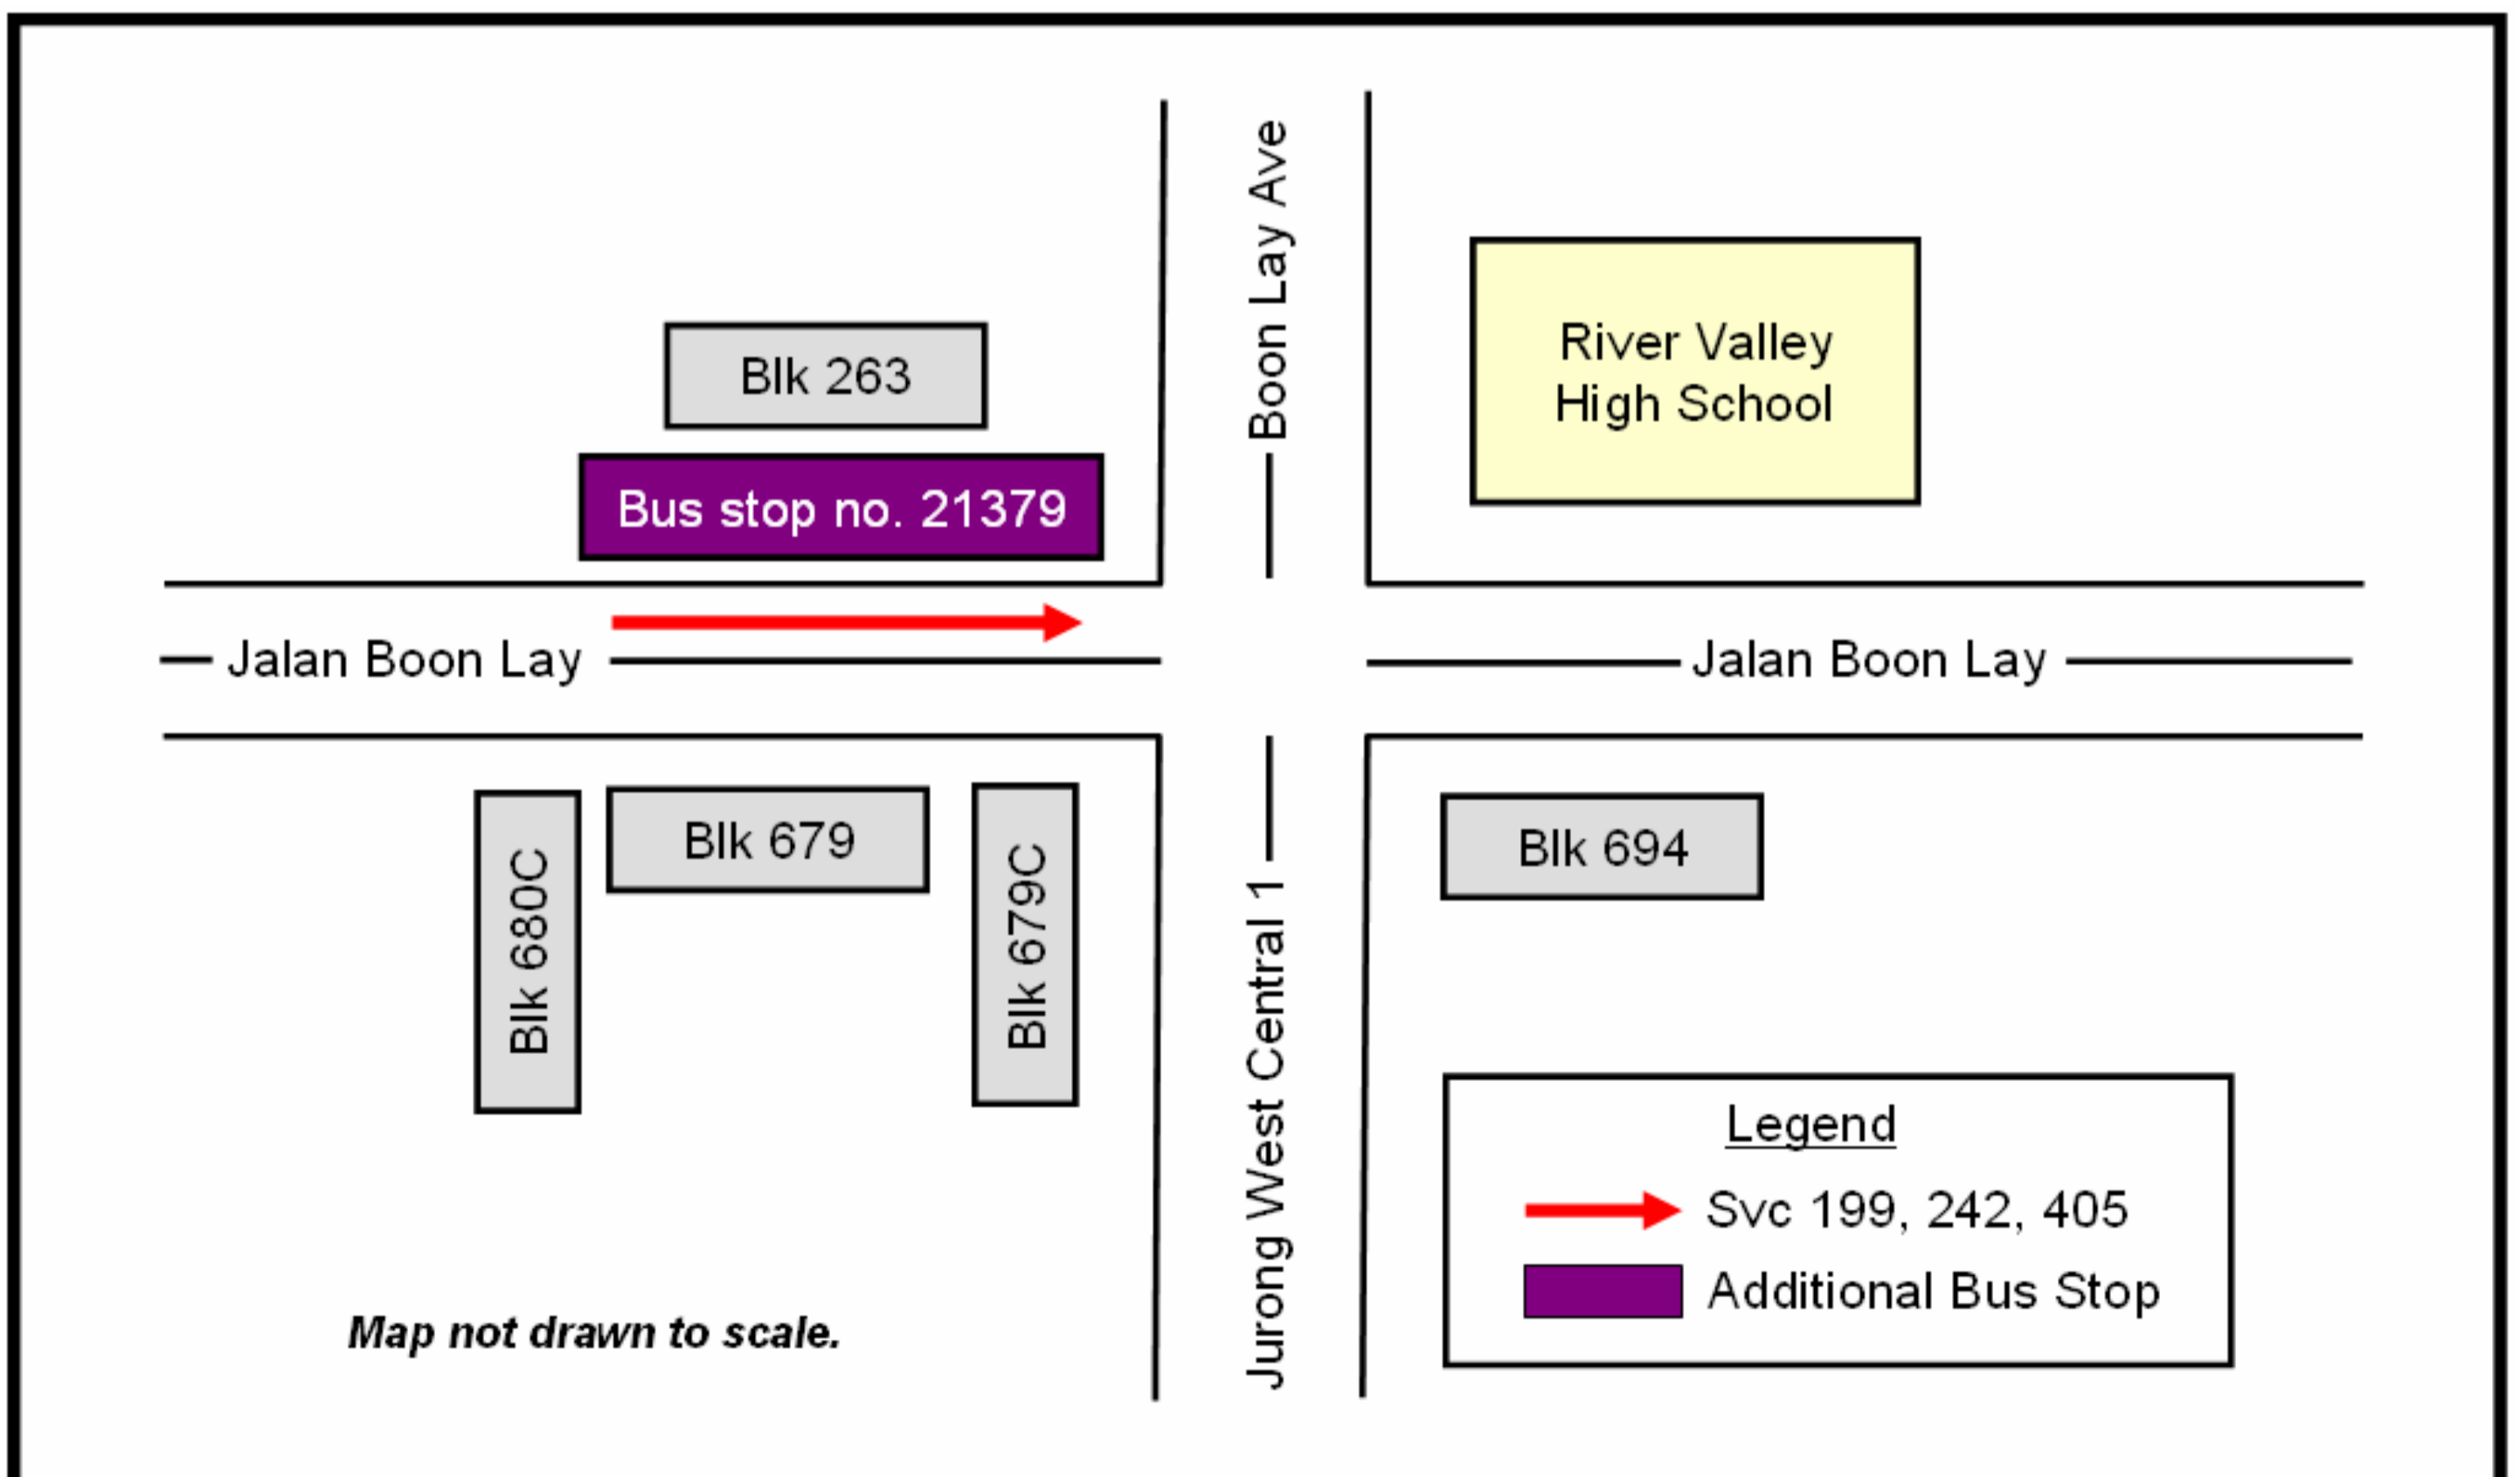 Boon Lay Ave
River Valley
High School
Blk 263
Bus stop no. 21379
Jalan Boon Lay
Jalan Boon Lay
Blk 680C
Blk 679
Blk 679C
Blk 694
Jurong West Central 1
Legend
Svc 199, 242, 405
Additional Bus Stop
Map not drawn to scale.